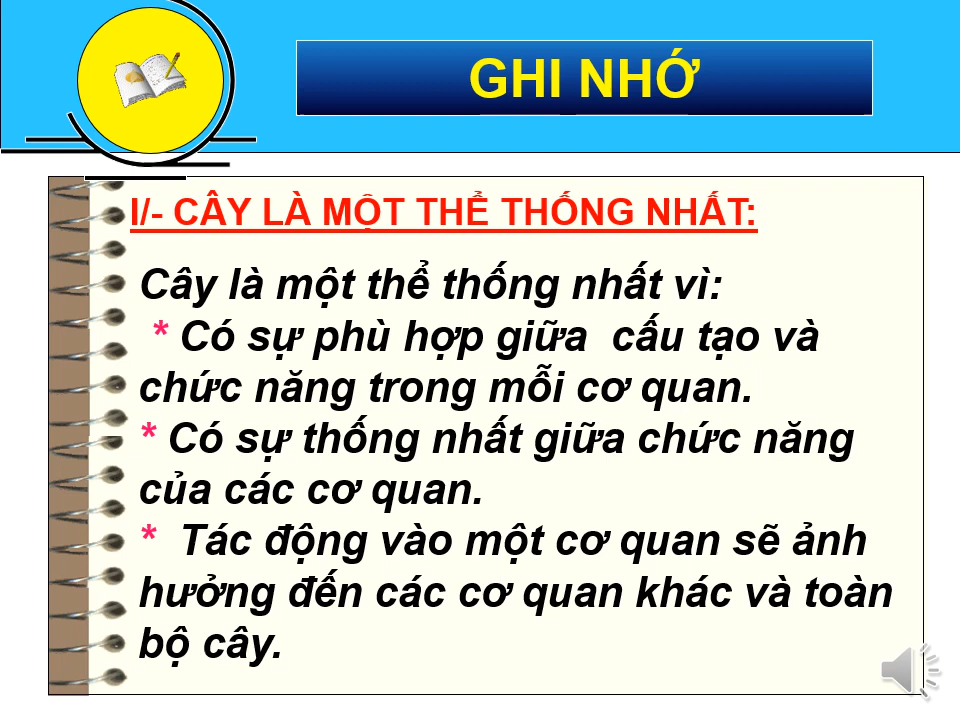 GHI NHỚ
I/- CÂY LÀ MỘT THỂ THỐNG NHẤT:
Cây là một thể thống nhất vì:
* Có sự phù hợp giữa cấu tạo và
chức năng trong mỗi cơ quan.
* Có sự thống nhất giữa chức năng
của các cơ quan.
* Tác động vào một cơ quan sẽ ảnh
hưởng đến các cơ quan khác và toàn
bộ cây.